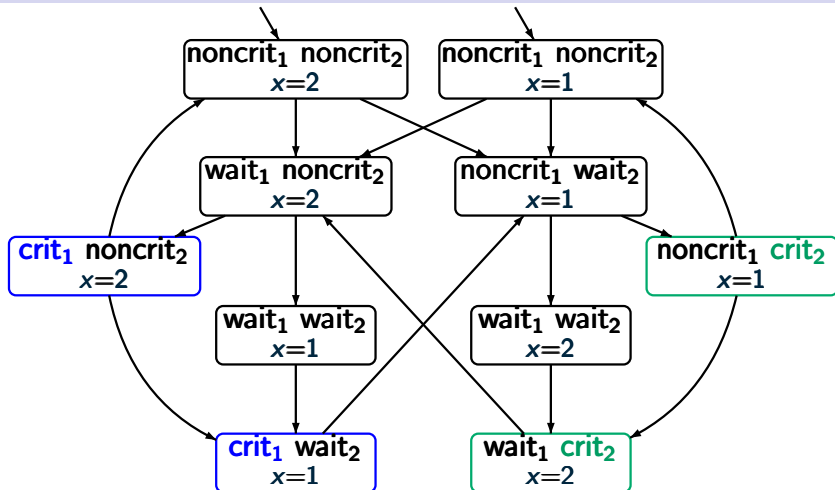 noncrit₁ noncrit₂
x=2
noncrit₁ noncrit₂
x=1
wait₁ noncrit₂
x=2
noncrit₁ wait₂
x=1
crit₁ noncrit₂
x=2
noncrit₁ crit₂
x=1
wait₁ wait₂
x=1
wait₁ wait₂
x=2
crit₁ wait₂
x=1
wait₁ crit₂
x=2